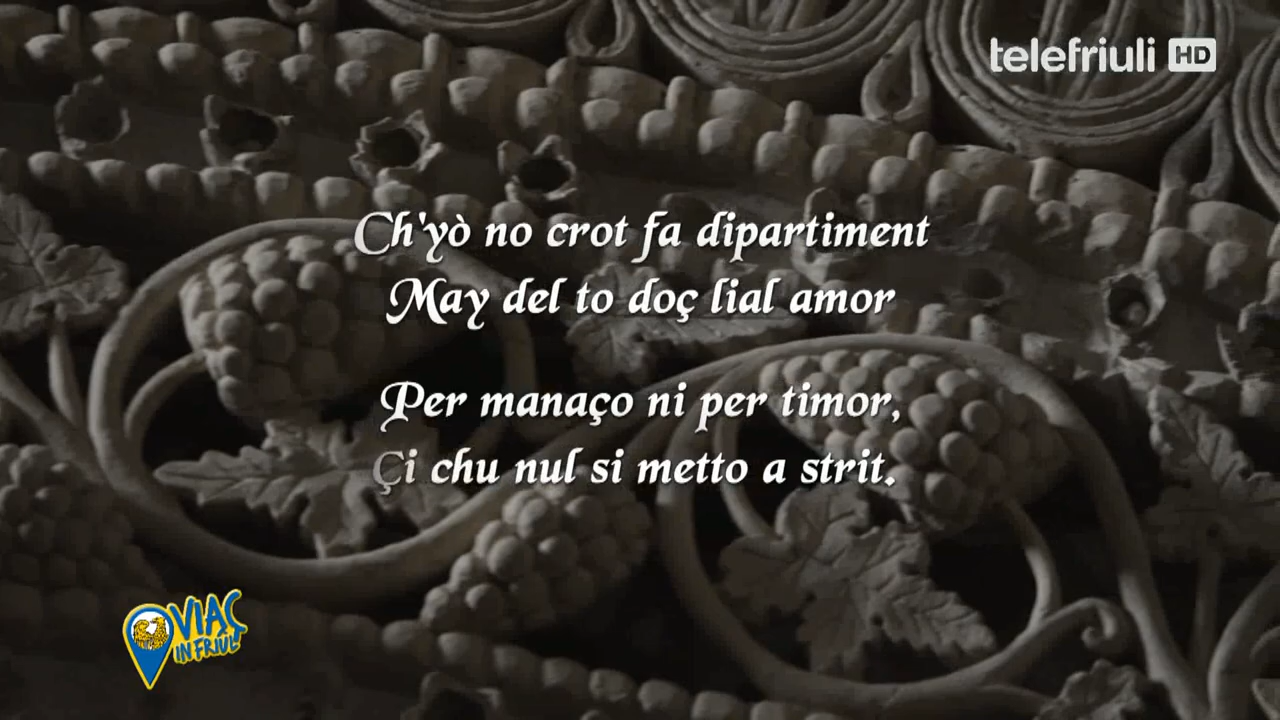 telefriuli HD
Ch'yò no crot fa dipartiment
May del to doç lial amor
Per manaço ni per timor,
Çi chu nul si metto a strit.
VIAÇ
IN FRIÛL